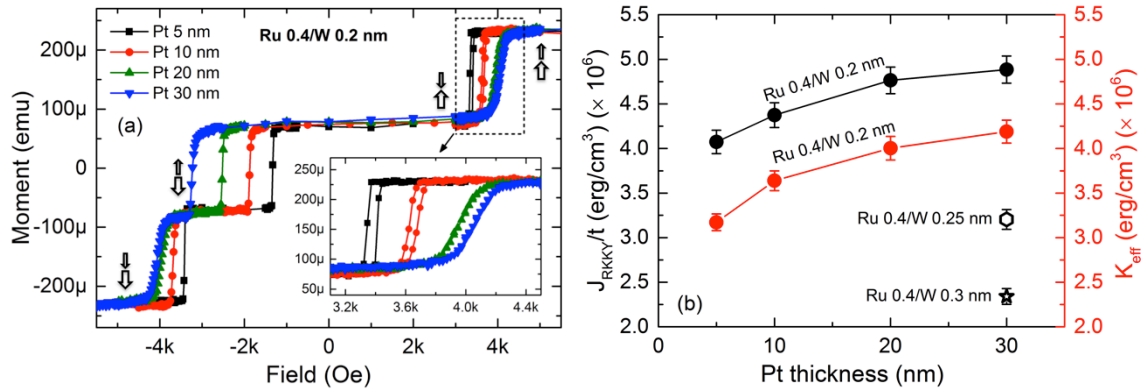 Pt 5 nm
Pt 10 nm
Pt 20 nm
Pt 30 nm
Ru 0.4/W 0.2 nm
(a)
Moment (emu)
200μ
100μ
0
-100μ
-200μ
250μ
200μ
150μ
100μ
50μ
3.2k 3.6k 4.0k 4.4k
-4k -2k 0 2k 4k
Field (Oe)
J_RKKY/t (erg/cm³) (× 10⁶)
5.5
5.0
4.5
4.0
3.5
3.0
2.5
2.0
Ru 0.4/W 0.2 nm
Ru 0.4/W 0.2 nm
Ru 0.4/W 0.25 nm
Ru 0.4/W 0.3 nm
(b)
0 10 20 30
Pt thickness (nm)
5.5
5.0
4.5
4.0
3.5
3.0
2.5
2.0
K_eff (erg/cm³) (× 10⁶)